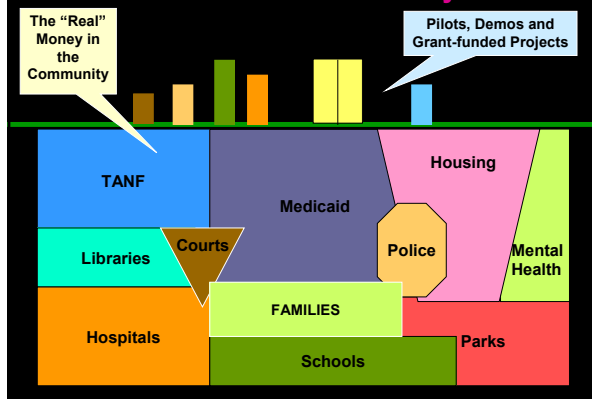 The “Real”
Money in
the
Community
Pilots, Demos and
Grant-funded Projects
TANF
Medicaid
Housing
Libraries
Courts
Police
Mental
Health
Hospitals
FAMILIES
Schools
Parks